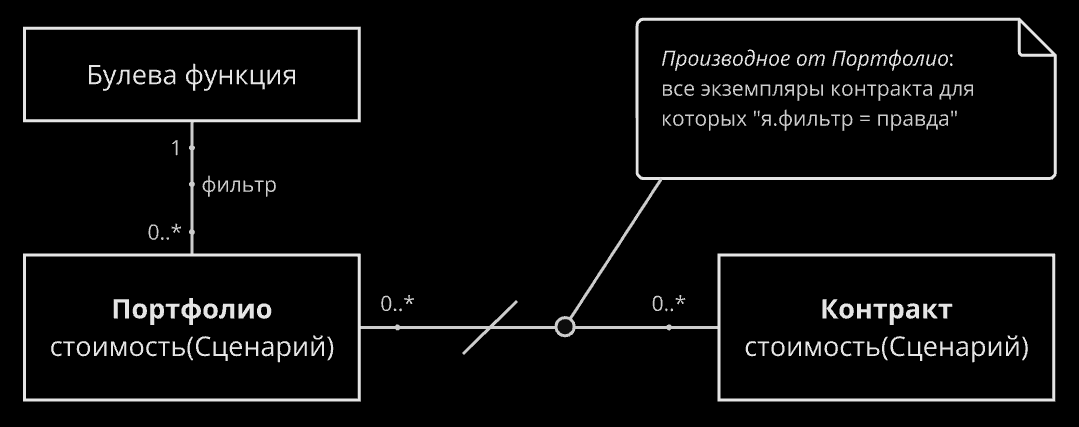 Булева функция
1
фильтр
0..*
Портфолио
стоимость(Сценарий)
0..*
0..*
Производное от Портфолио:
все экземпляры контракта для
которых "я.фильтр = правда"
Контракт
стоимость(Сценарий)